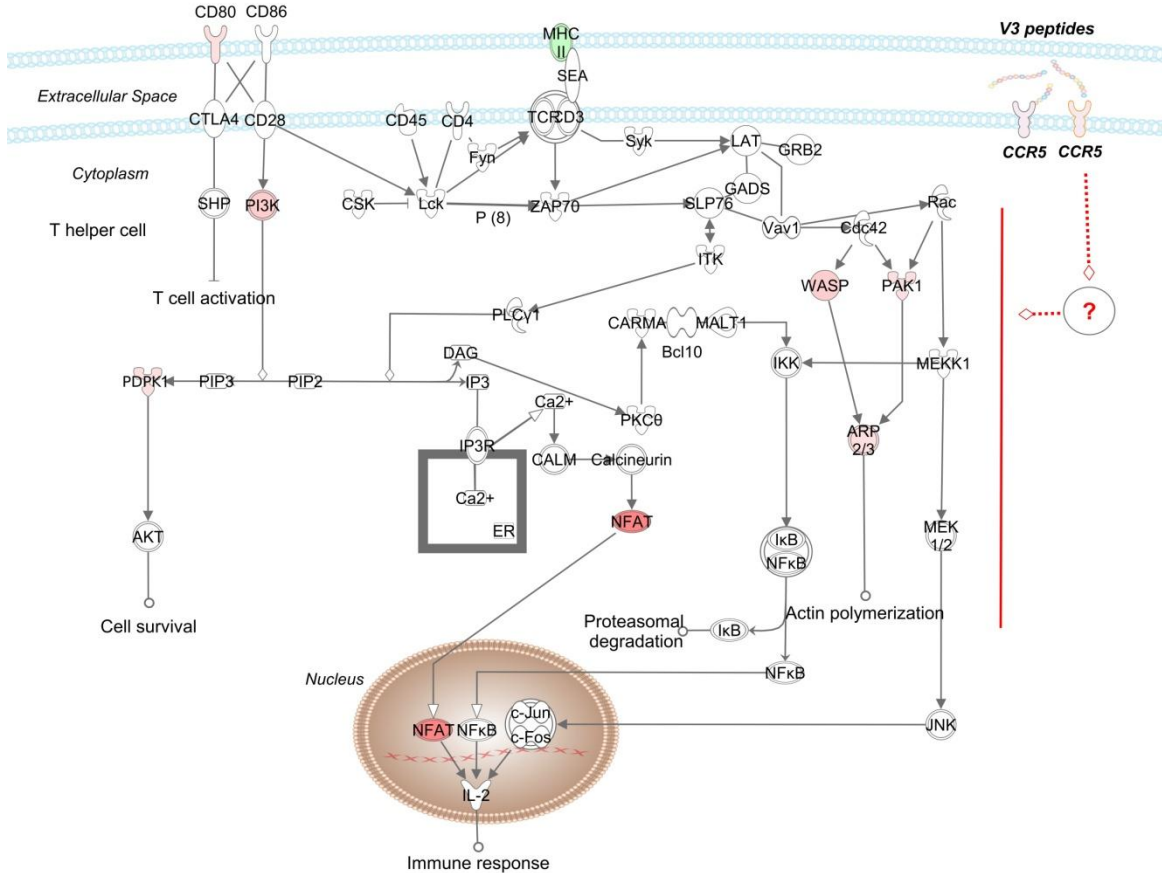 CD80
CD86
MHC
II
SEA
V3 peptides
Extracellular Space
CTLA4
CD28
CD45
CD4
TCR
CD3
Fyn
Syk
LAT
GRB2
CCR5
CCR5
Cytoplasm
GADS
SHP
PI3K
CSK
Lck
P (8)
ZAP70
SLP76
Vav1
Cdc42
Rac
T helper cell
ITK
T cell activation
WASP
PAK1
PLCγ1
CARMA
MALT1
Bcl10
?
DAG
IKK
MEKK1
PDPK1
PIP3
PIP2
IP3
Ca2+
PKCθ
IP3R
CALM
Calcineurin
ARP
2/3
Ca2+
ER
NFAT
AKT
IκB
NFκB
MEK
1/2
Cell survival
Proteasomal
degradation
IκB
Actin polymerization
NFκB
Nucleus
NFAT
NFκB
c-Jun
c-Fos
JNK
IL-2
Immune response